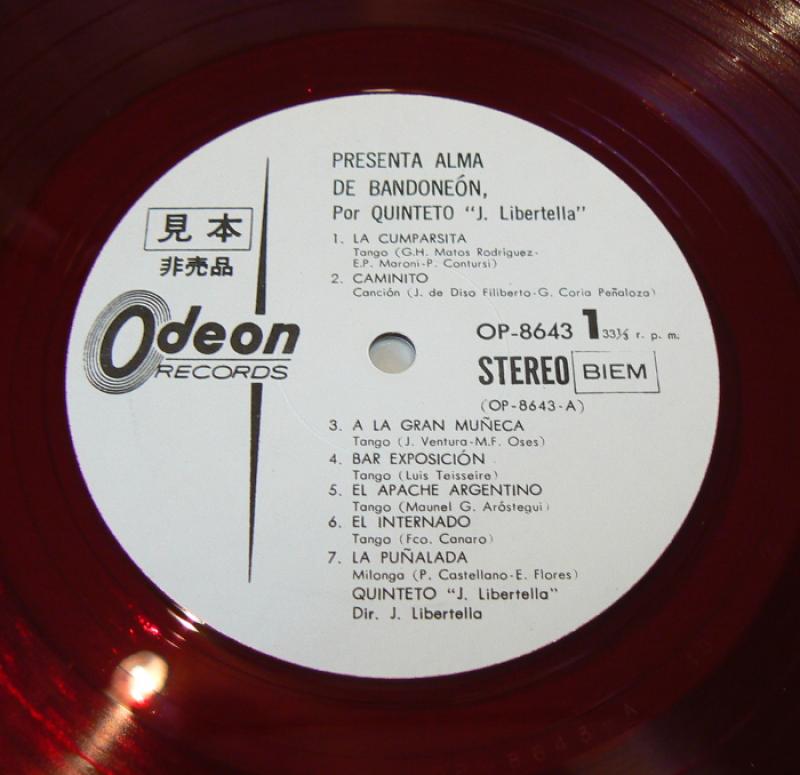 PRESENTA ALMA
DE BANDONEÓN,
Por QUINTETO "J. Libertella"
1. LA CUMPARSITA
Tango (G.H. Matos Rodriguez-
E.P. Maroni-P. Contursi)
2. CAMINITO
Canción (J. de Diso Filiberto-G. Coria Peñaloza)
見本
非売品
Odeon
RECORDS
OP-8643 1 33⅓ r. p. m.
STEREO BIEM
(OP-8643-A)
3. A LA GRAN MUÑECA
Tango (J. Ventura-M.F. Oses)
4. BAR EXPOSICIÓN
Tango (Luis Teisseire)
5. EL APACHE ARGENTINO
Tango (Maunel G. Aróstegui)
6. EL INTERNADO
Tango (Fco. Canaro)
7. LA PUÑALADA
Milonga (P. Castellano-E. Flores)
QUINTETO "J. Libertella"
Dir. J. Libertella